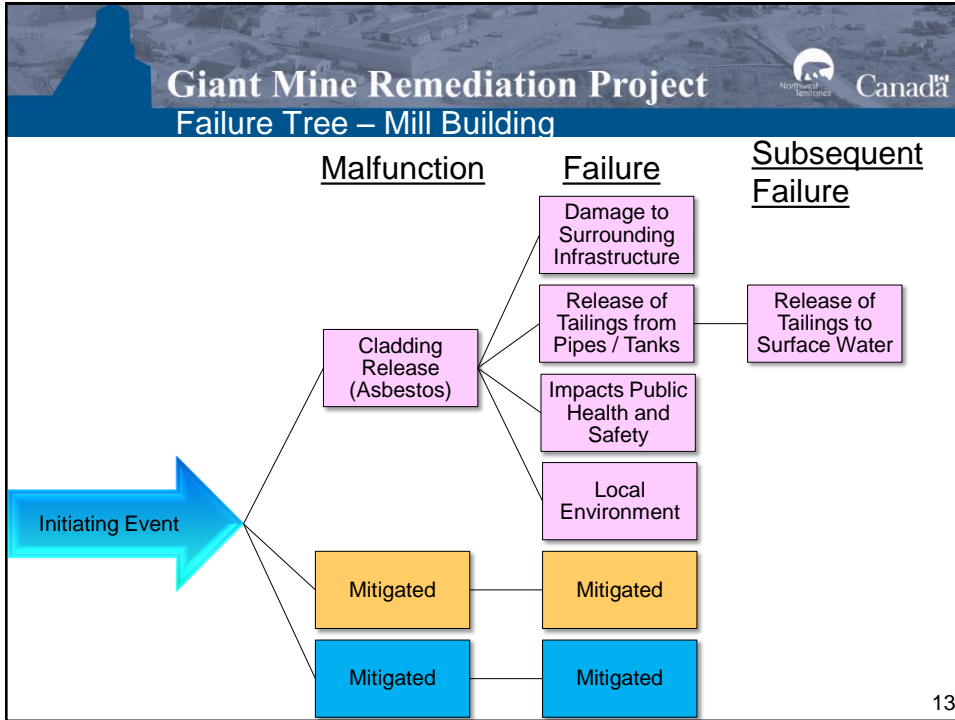 Giant Mine Remediation Project
Northwest
Territories
Canada
Failure Tree – Mill Building
Malfunction
Failure
Subsequent
Failure
Damage to
Surrounding
Infrastructure
Release of
Tailings from
Pipes / Tanks
Release of
Tailings to
Surface Water
Cladding
Release
(Asbestos)
Impacts Public
Health and
Safety
Local
Environment
Initiating Event
Mitigated
Mitigated
Mitigated
Mitigated
13